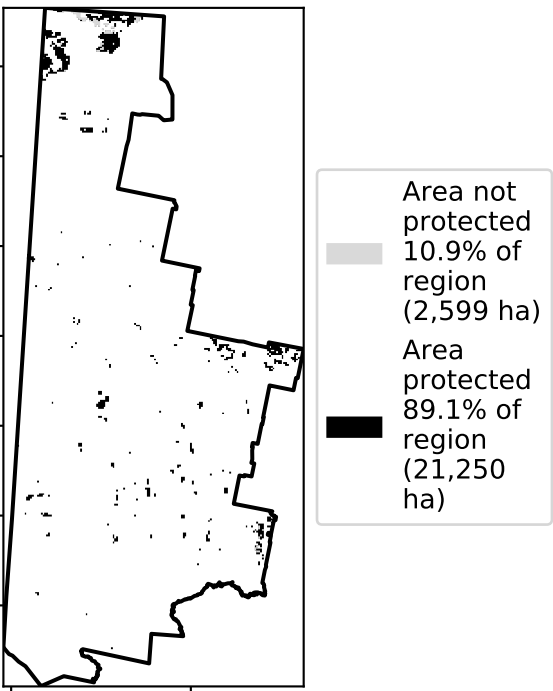 Area not
protected
10.9% of
region
(2,599 ha)
Area
protected
89.1% of
region
(21,250
ha)